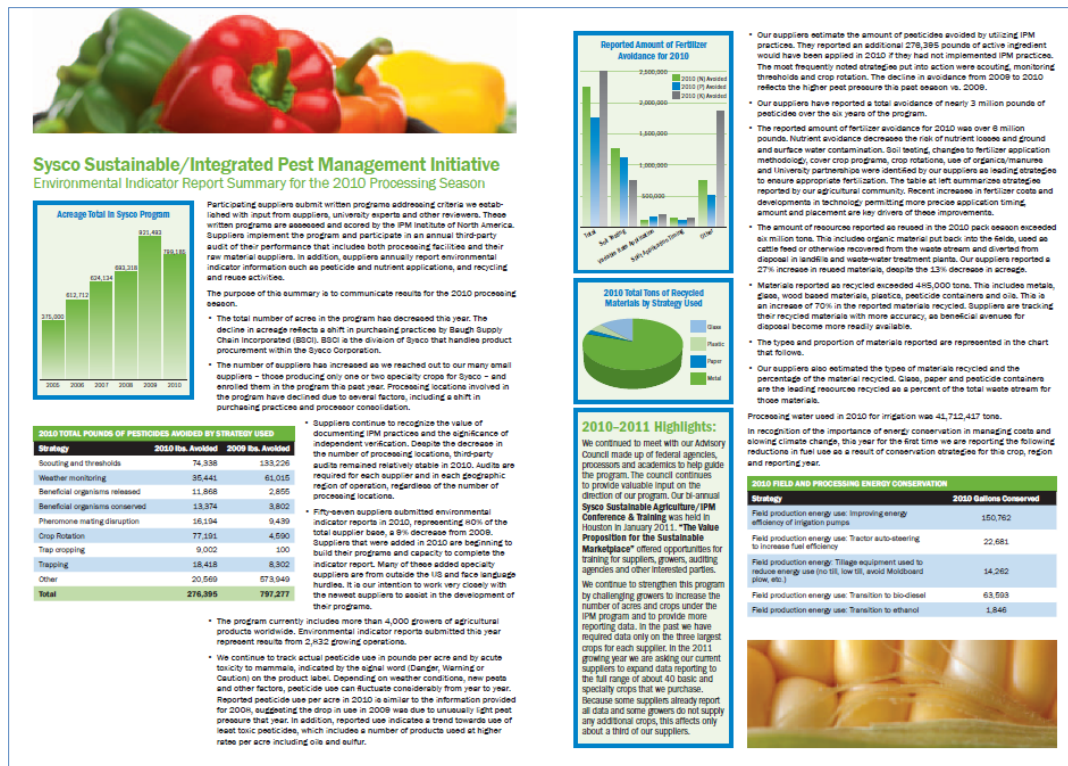 Sysco Sustainable/Integrated Pest Management Initiative
Environmental Indicator Report Summary for the 2010 Processing Season
Acreage Total In Sysco Program
921,483
789,195
693,316
624,134
612,712
375,000
2005 2006 2007 2008 2009 2010
Participating suppliers submit written programs addressing criteria we estab-
lished with input from suppliers, university experts and other reviewers. These
written programs are assessed and scored by the IPM Institute of North America.
Suppliers implement the program and participate in an annual third-party
audit of their performance that includes both processing facilities and their
raw material suppliers. In addition, suppliers annually report environmental
indicator information such as pesticide and nutrient applications, and recycling
and reuse activities.
The purpose of this summary is to communicate results for the 2010 processing
season.
• The total number of acres in the program has decreased this year. The
decline in acreage reflects a shift in purchasing practices by Baugh Supply
Chain Incorporated (BSCI). BSCI is the division of Sysco that handles product
procurement within the Sysco Corporation.
• The number of suppliers has increased as we reached out to our many small
suppliers – those producing only one or two specialty crops for Sysco – and
enrolled them in the program this past year. Processing locations involved in
the program have declined due to several factors, including a shift in
purchasing practices and processor consolidation.
2010 TOTAL POUNDS OF PESTICIDES AVOIDED BY STRATEGY USED
Strategy 2010 lbs. Avoided 2009 lbs. Avoided
Scouting and thresholds 74,338 133,226
Weather monitoring 35,441 61,015
Beneficial organisms released 11,868 2,855
Beneficial organisms conserved 13,374 3,802
Pheromone mating disruption 16,194 9,439
Crop Rotation 77,191 4,590
Trap cropping 9,002 100
Trapping 18,418 8,302
Other 20,569 573,949
Total 276,395 797,277
• Suppliers continue to recognize the value of
documenting IPM practices and the significance of
independent verification. Despite the decrease in
the number of processing locations, third-party
audits remained relatively stable in 2010. Audits are
required for each supplier and in each geographic
region of operation, regardless of the number of
processing locations.
• Fifty-seven suppliers submitted environmental
indicator reports in 2010, representing 80% of the
total supplier base, a 9% decrease from 2009.
Suppliers that were added in 2010 are beginning to
build their programs and capacity to complete the
indicator report. Many of these added specialty
suppliers are from outside the US and face language
hurdles. It is our intention to work very closely with
the newest suppliers to assist in the development of
their programs.
• The program currently includes more than 4,000 growers of agricultural
products worldwide. Environmental indicator reports submitted this year
represent results from 2,832 growing operations.
• We continue to track actual pesticide use in pounds per acre and by acute
toxicity to mammals, indicated by the signal word (Danger, Warning or
Caution) on the product label. Depending on weather conditions, new pests
and other factors, pesticide use can fluctuate considerably from year to year.
Reported pesticide use per acre in 2010 is similar to the information provided
for 2008, suggesting the drop in use in 2009 was due to unusually light pest
pressure that year. In addition, reported use indicates a trend towards use of
least toxic pesticides, which includes a number of products used at higher
rates per acre including oils and sulfur.
Reported Amount of Fertilizer
Avoidance for 2010
2,500,000
2,000,000
1,500,000
1,000,000
500,000
2010 (N) Avoided
2010 (P) Avoided
2010 (K) Avoided
Total
Soil Testing
Application
Timing
Other
2010 Total Tons of Recycled
Materials by Strategy Used
Glass
Plastic
Paper
Metal
2010–2011 Highlights:
We continued to meet with our Advisory
Council made up of federal agencies,
processors and academics to help guide
the program. The council continues
to provide valuable input on the
direction of our program. Our bi-annual
Sysco Sustainable Agriculture/IPM
Conference & Training was held in
Houston in January 2011. “The Value
Proposition for the Sustainable
Marketplace” offered opportunities for
training for suppliers, growers, auditing
agencies and other interested parties.
We continue to strengthen this program
by challenging growers to increase the
number of acres and crops under the
IPM program and to provide more
reporting data. In the past we have
required data only on the three largest
crops for each supplier. In the 2011
growing year we are asking our current
suppliers to expand data reporting to
the full range of about 40 basic and
specialty crops that we purchase.
Because some suppliers already report
all data and some growers do not supply
any additional crops, this affects only
about a third of our suppliers.
• Our suppliers estimate the amount of pesticides avoided by utilizing IPM
practices. They reported an additional 276,395 pounds of active ingredient
would have been applied in 2010 if they had not implemented IPM practices.
The most frequently noted strategies put into action were scouting, monitoring
thresholds and crop rotation. The decline in avoidance from 2009 to 2010
reflects the higher pest pressure this past season vs. 2009.
• Our suppliers have reported a total avoidance of nearly 3 million pounds of
pesticides over the six years of the program.
• The reported amount of fertilizer avoidance for 2010 was over 6 million
pounds. Nutrient avoidance decreases the risk of nutrient losses and ground
and surface water contamination. Soil testing, changes to fertilizer application
methodology, cover crop programs, crop rotations, use of organics/manures
and University partnerships were identified by our suppliers as leading strategies
to ensure appropriate fertilization. The table at left summarizes strategies
reported by our agricultural community. Recent increases in fertilizer costs and
developments in technology permitting more precise application timing,
amount and placement are key drivers of these improvements.
• The amount of resources reported as reused in the 2010 pack season exceeded
six million tons. This includes organic material put back into the fields, used as
cattle feed or otherwise recovered from the waste stream and diverted from
disposal in landfills and waste-water treatment plants. Our suppliers reported a
27% increase in reused materials, despite the 13% decrease in acreage.
• Materials reported as recycled exceeded 485,000 tons. This includes metals,
glass, wood based materials, plastics, pesticide containers and oils. This is
an increase of 70% in the reported materials recycled. Suppliers are tracking
their recycled materials with more accuracy, as beneficial avenues for
disposal become more readily available.
• The types and proportion of materials reported are represented in the chart
that follows.
• Our suppliers also estimated the types of materials recycled and the
percentage of the material recycled. Glass, paper and pesticide containers
are the leading resources recycled as a percent of the total waste stream for
those materials.
Processing water used in 2010 for irrigation was 41,712,417 tons.
In recognition of the importance of energy conservation in managing costs and
slowing climate change, this year for the first time we are reporting the following
reductions in fuel use as a result of conservation strategies for this crop, region
and reporting year.
2010 FIELD AND PROCESSING ENERGY CONSERVATION
Strategy 2010 Gallons Conserved
Field production energy use: Improving energy
efficiency of irrigation pumps 150,762
Field production energy use: Tractor auto-steering
to increase fuel efficiency 22,681
Field production energy use: Tillage equipment used to
reduce energy use (no till, low till, avoid Moldboard
plow, etc.) 14,262
Field production energy use: Transition to bio-diesel 63,593
Field production energy use: Transition to ethanol 1,846